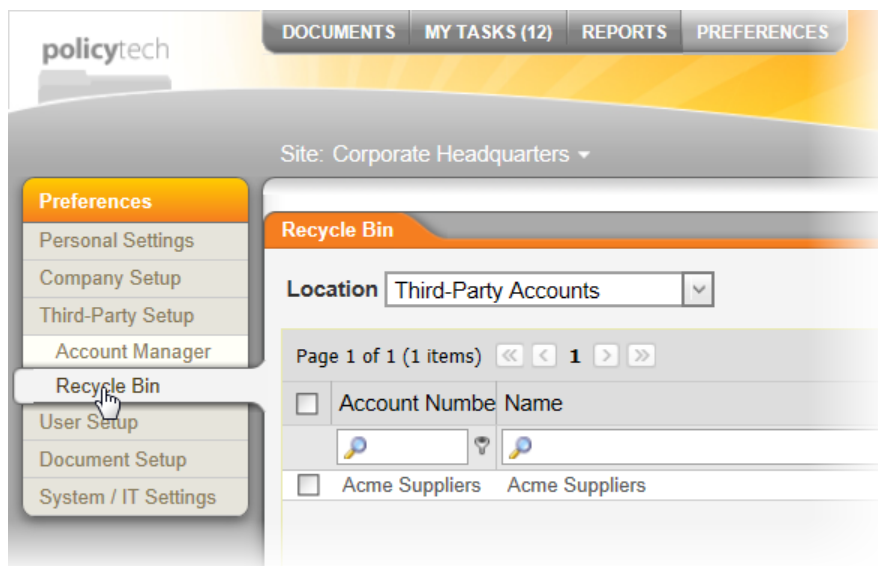 policytech
DOCUMENTS MY TASKS (12) REPORTS PREFERENCES
Site: Corporate Headquarters
Preferences
Personal Settings
Company Setup
Third-Party Setup
Account Manager
Recycle Bin
User Setup
Document Setup
System / IT Settings
Recycle Bin
Location Third-Party Accounts
Page 1 of 1 (1 items) 1
Account Numbe Name
Acme Suppliers Acme Suppliers